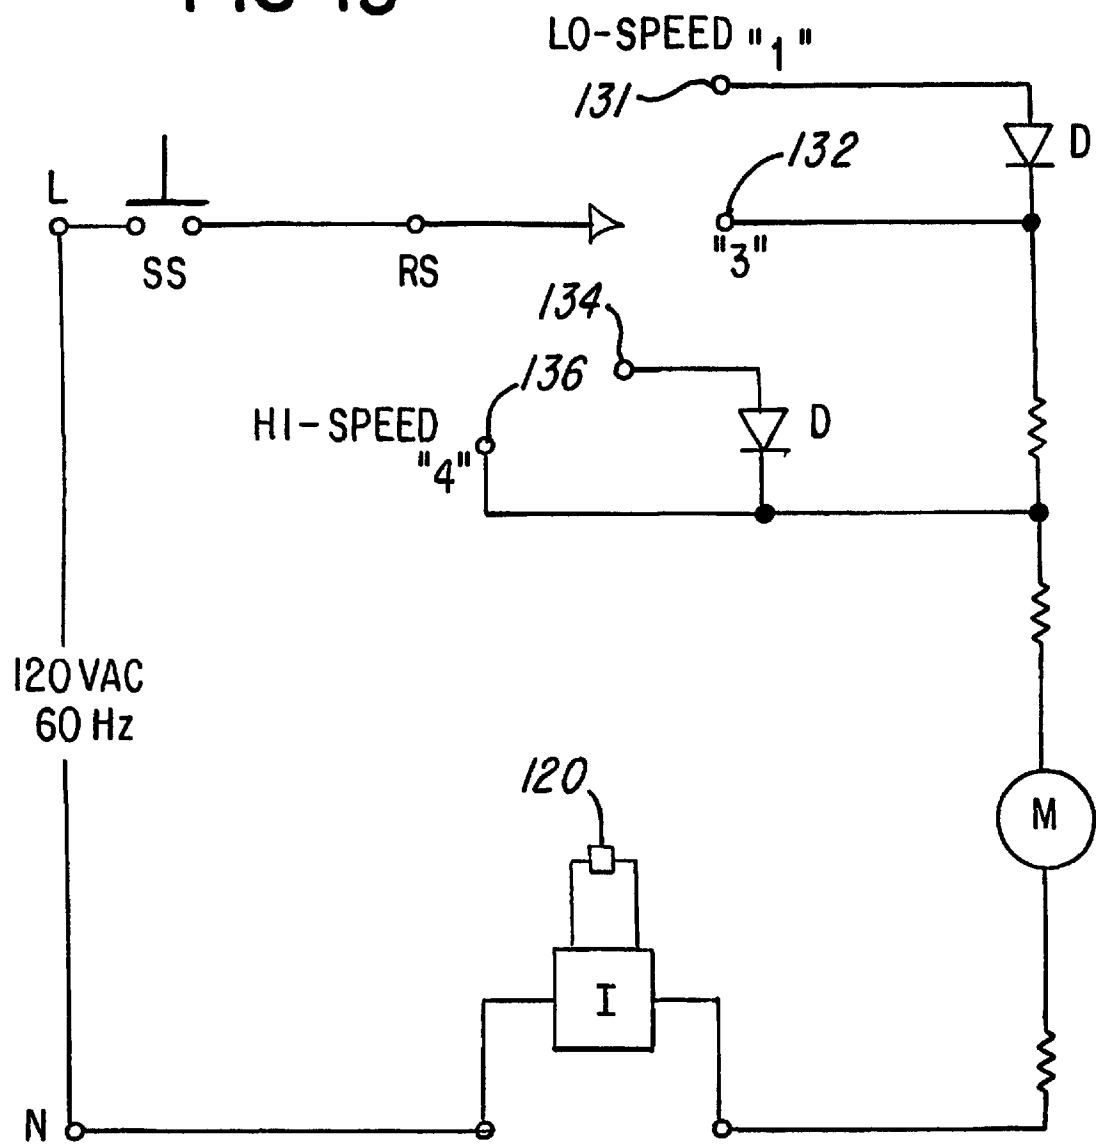 LO-SPEED "1"
131
D
132
L
"3"
SS
RS
134
136
D
HI-SPEED
"4"
120 VAC
60 Hz
120
M
I
N